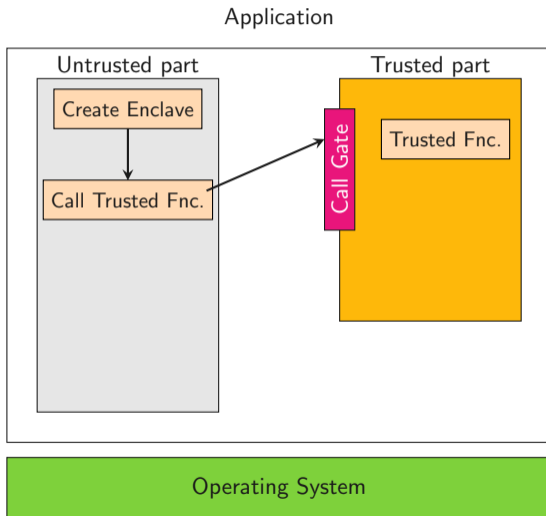 Application
Untrusted part
Trusted part
Create Enclave
Call Trusted Fnc.
Call Gate
Trusted Fnc.
Operating System